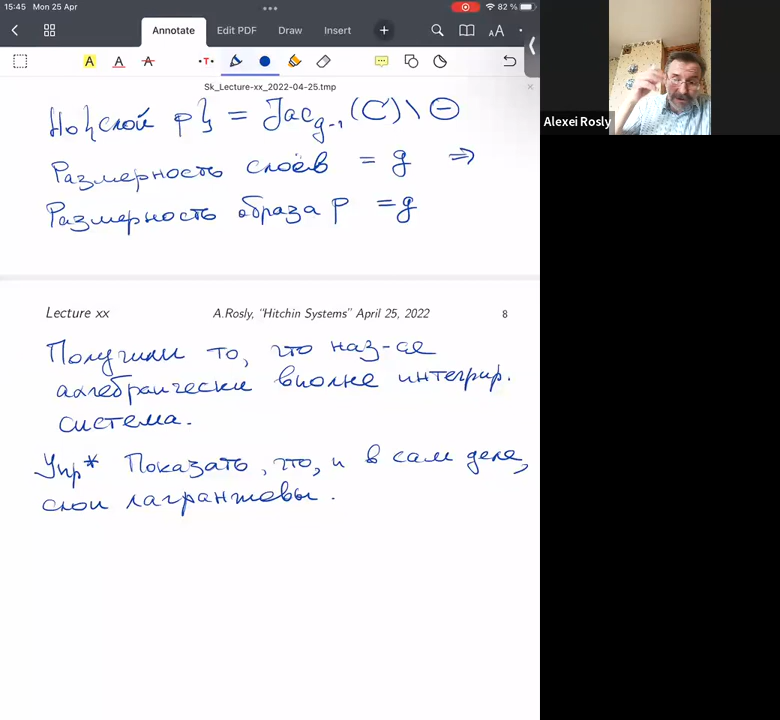 15:45 Mon 25 Apr
82 %
Annotate Edit PDF Draw Insert
Sk_Lecture-xx_2022-04-25.tmp
Alexei Rosly
Но {слой p} = Jac_{g-1} (C) \ Θ
Размерность слоёв = g ⇒
Размерность образа p = g
Lecture xx A.Rosly, "Hitchin Systems" April 25, 2022 8
Получили то, что наз-ся
алгебраически вполне интегрир.
система.
Упр* Показать, что, и в сам деле,
слои лагранжевы.